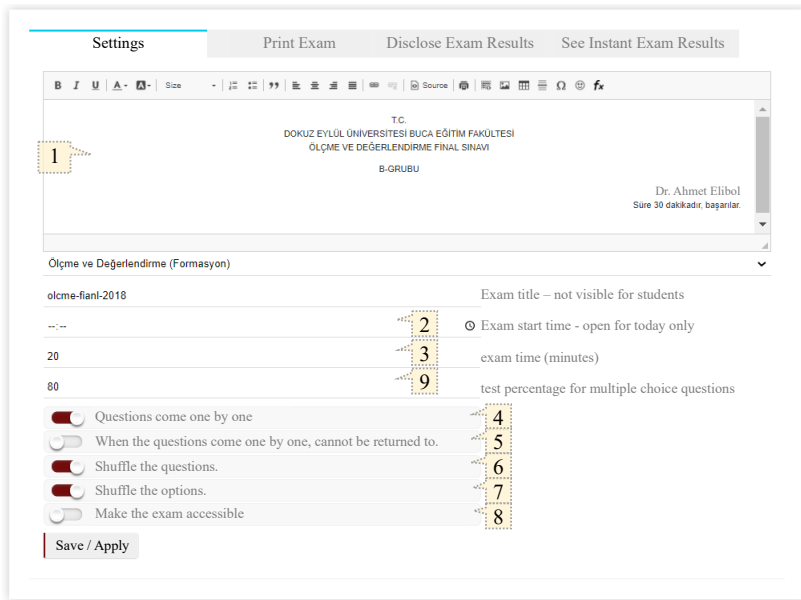 Settings Print Exam Disclose Exam Results See Instant Exam Results
B I U A A Size Source Ω fx
T.C.
DOKUZ EYLÜL ÜNİVERSİTESİ BUCA EĞİTİM FAKÜLTESİ
ÖLÇME VE DEĞERLENDİRME FİNAL SINAVI
1
B-GRUBU
Dr. Ahmet Elibol
Süre 30 dakikadır, başarılar.
Ölçme ve Değerlendirme (Formasyon)
olcme-fianl-2018 Exam title – not visible for students
--:-- 2 Exam start time - open for today only
20 3 exam time (minutes)
80 9 test percentage for multiple choice questions
Questions come one by one 4
When the questions come one by one, cannot be returned to. 5
Shuffle the questions. 6
Shuffle the options. 7
Make the exam accessible 8
Save / Apply